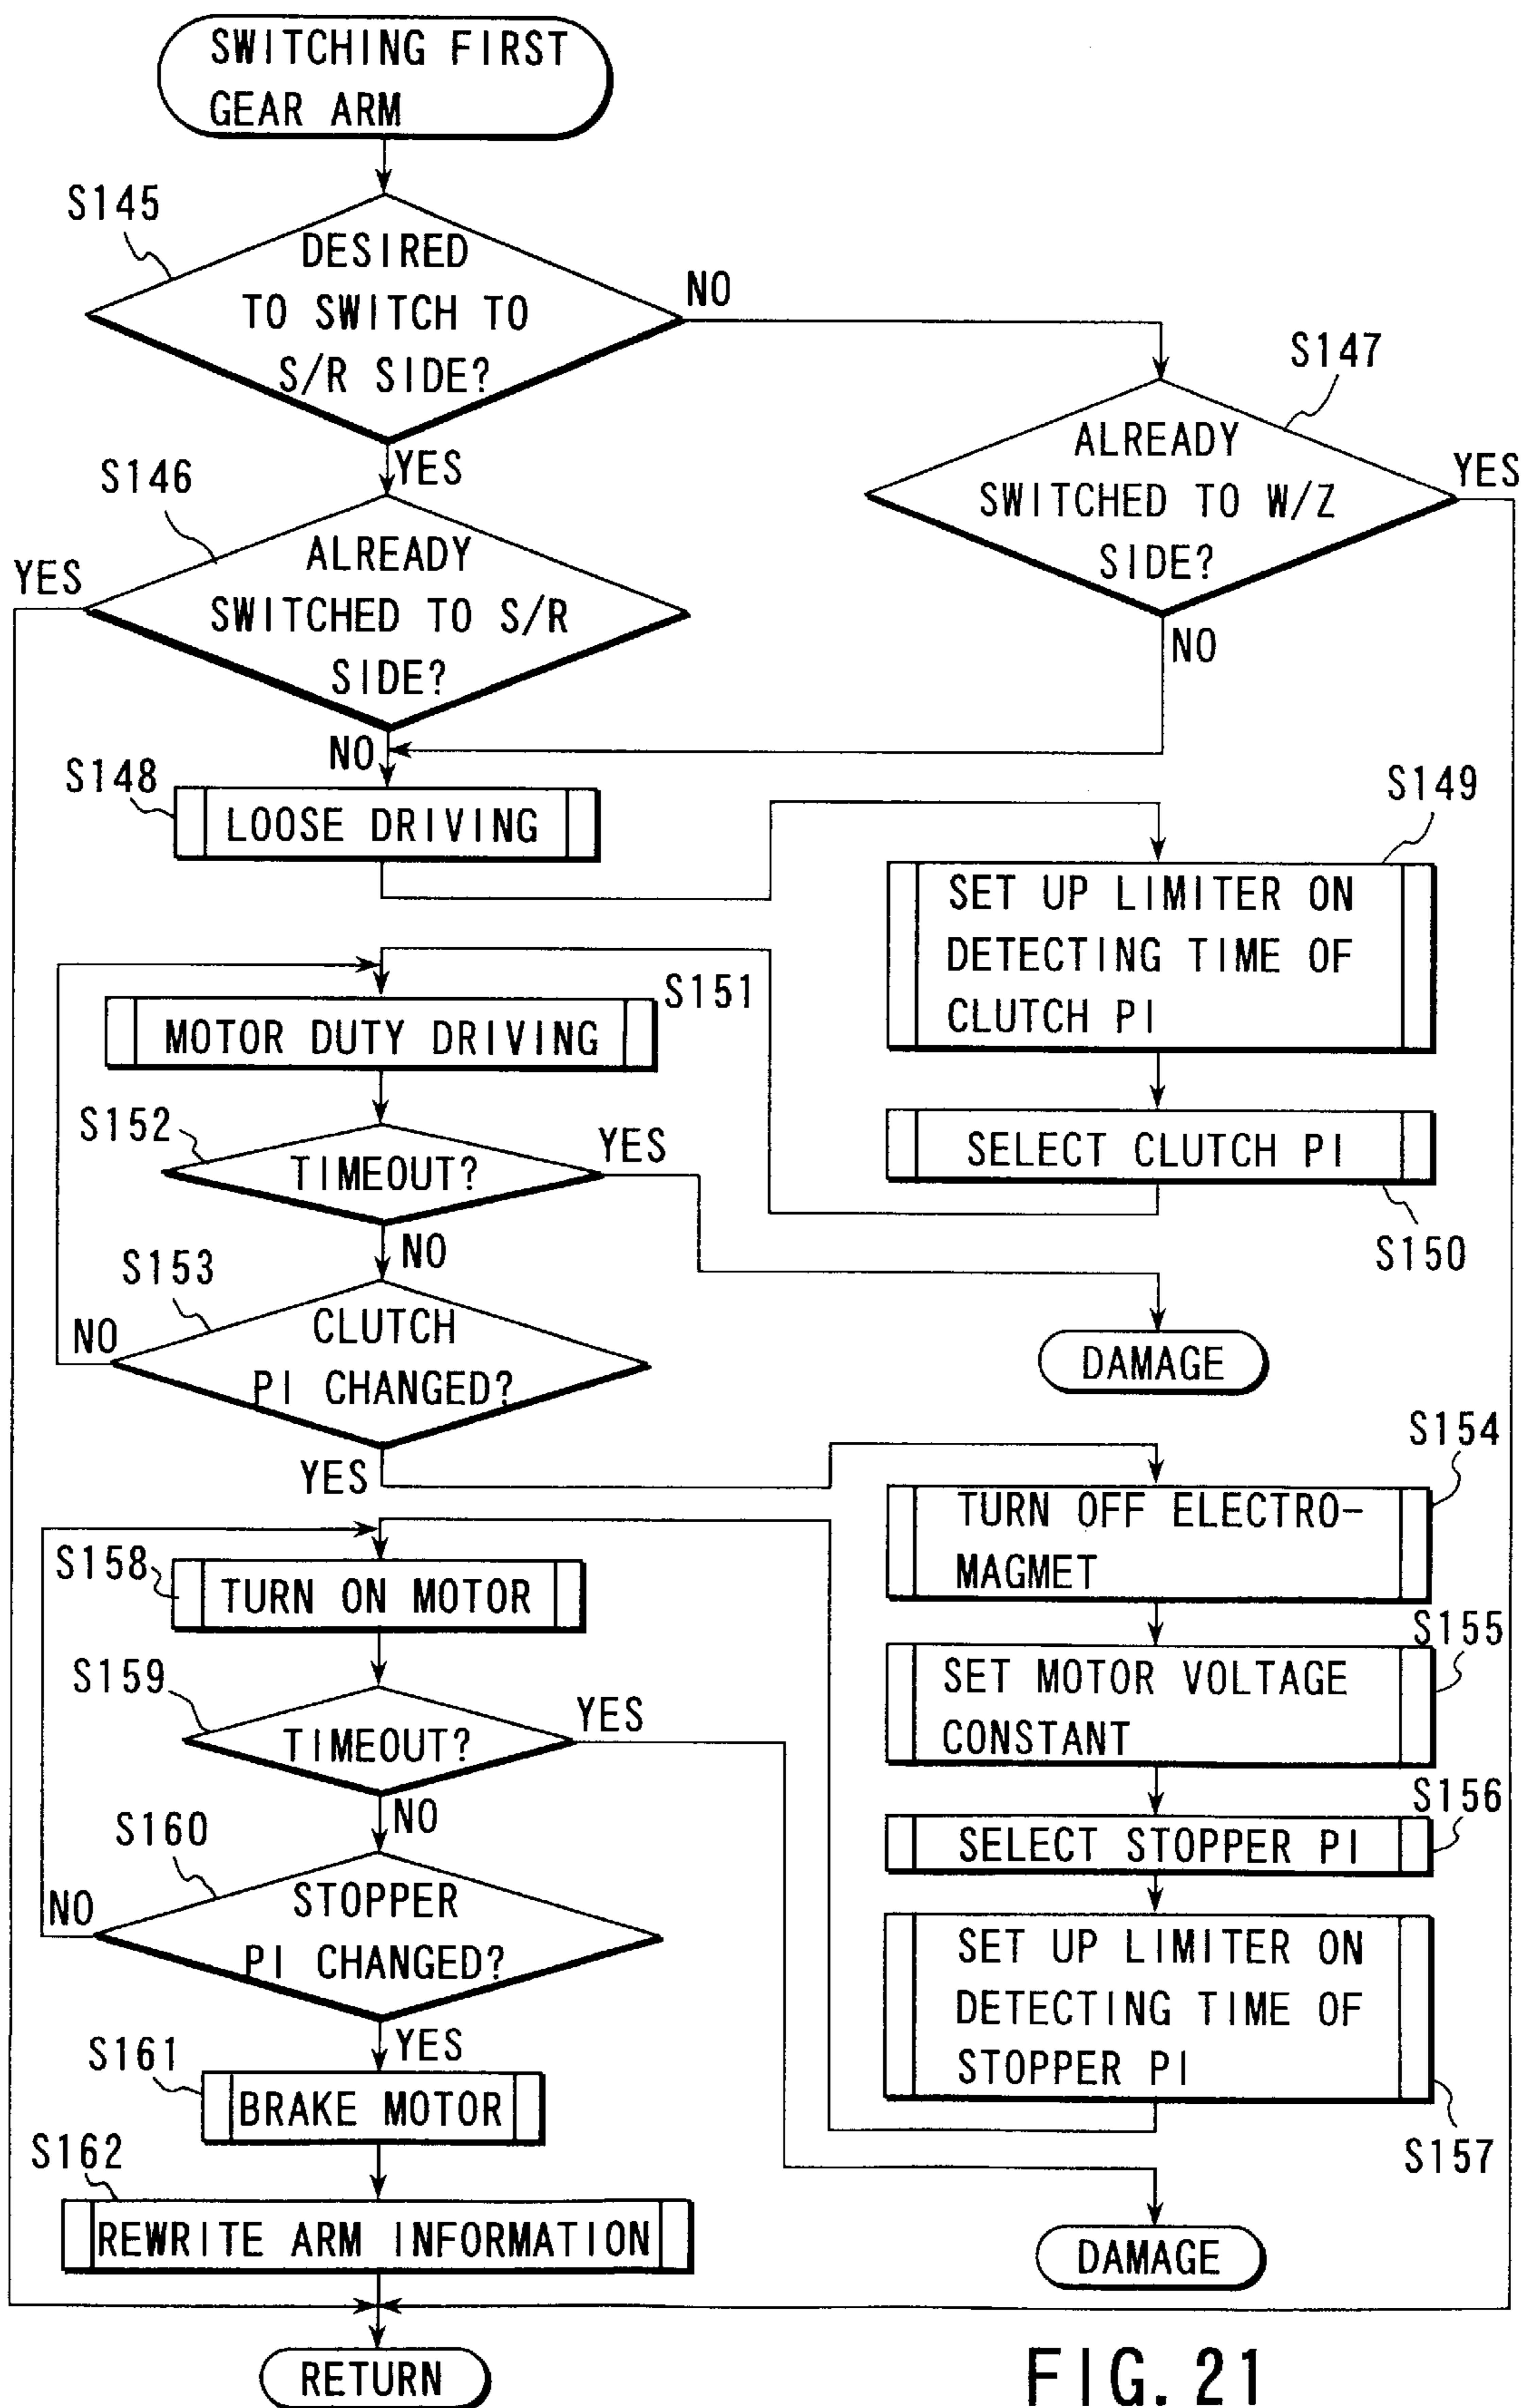 SWITCHING FIRST
GEAR ARM
S145
DESIRED
TO SWITCH TO
S/R SIDE?
NO
YES
S147
ALREADY
SWITCHED TO W/Z
SIDE?
YES
NO
S146
ALREADY
SWITCHED TO S/R
SIDE?
YES
NO
S148
LOOSE DRIVING
S149
SET UP LIMITER ON
DETECTING TIME OF
CLUTCH PI
SELECT CLUTCH PI
S150
S151
MOTOR DUTY DRIVING
S152
TIMEOUT?
YES
NO
DAMAGE
S153
CLUTCH
PI CHANGED?
NO
YES
S154
TURN OFF ELECTRO-
MAGMET
S155
SET MOTOR VOLTAGE
CONSTANT
S156
SELECT STOPPER PI
SET UP LIMITER ON
DETECTING TIME OF
STOPPER PI
S157
S158
TURN ON MOTOR
S159
TIMEOUT?
YES
NO
DAMAGE
S160
STOPPER
PI CHANGED?
NO
YES
S161
BRAKE MOTOR
S162
REWRITE ARM INFORMATION
RETURN
FIG. 21